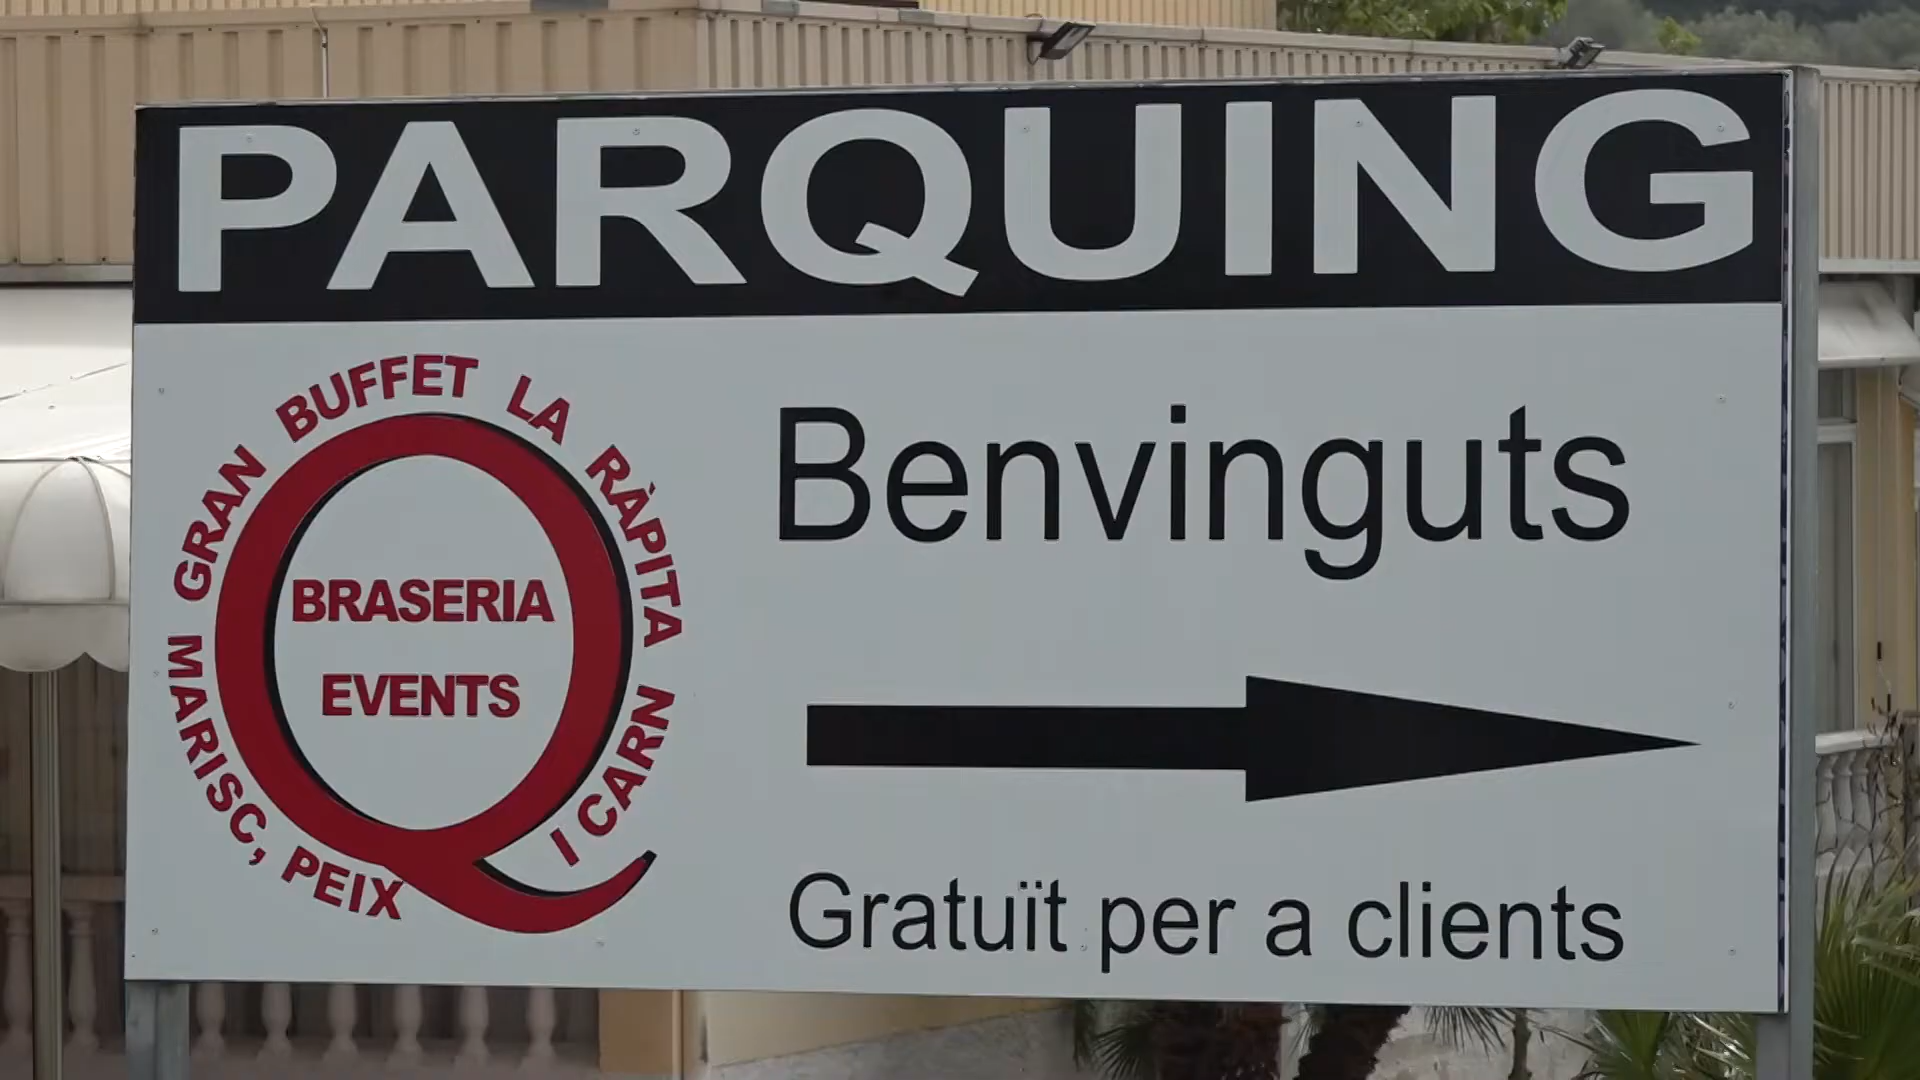 PARQUING
GRAN BUFFET LA RÀPITA
MARISC, PEIX I CARN
BRASERIA
EVENTS
Benvinguts
Gratuït per a clients